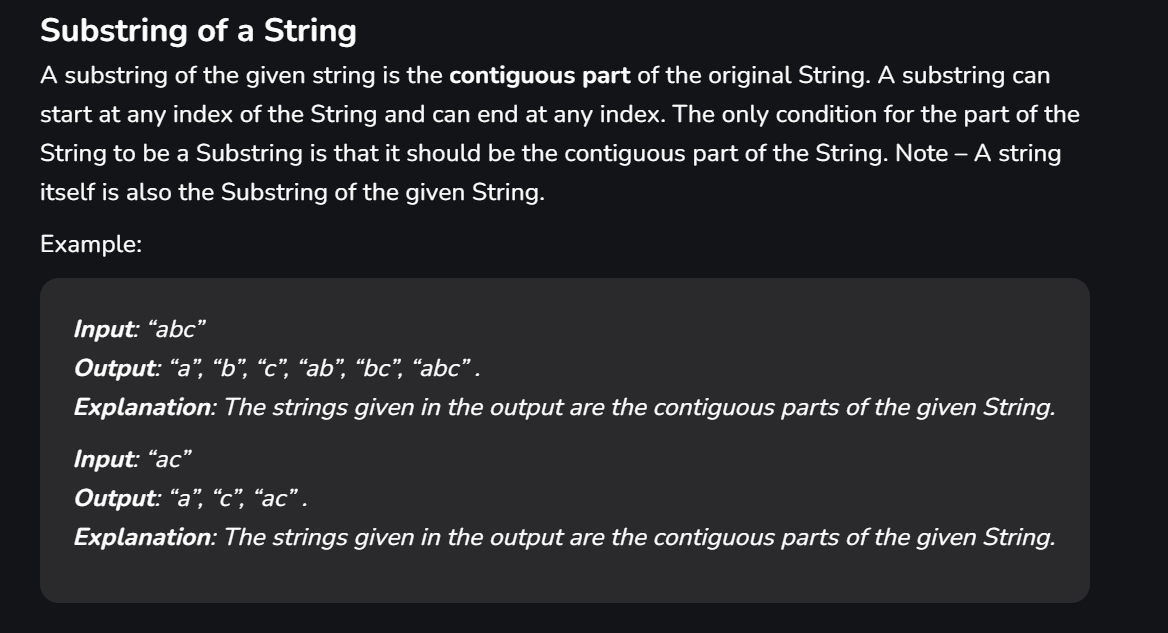 Substring of a String
A substring of the given string is the contiguous part of the original String. A substring can
start at any index of the String and can end at any index. The only condition for the part of the
String to be a Substring is that it should be the contiguous part of the String. Note – A string
itself is also the Substring of the given String.
Example:
Input: “abc”
Output: “a”, “b”, “c”, “ab”, “bc”, “abc” .
Explanation: The strings given in the output are the contiguous parts of the given String.
Input: “ac”
Output: “a”, “c”, “ac” .
Explanation: The strings given in the output are the contiguous parts of the given String.